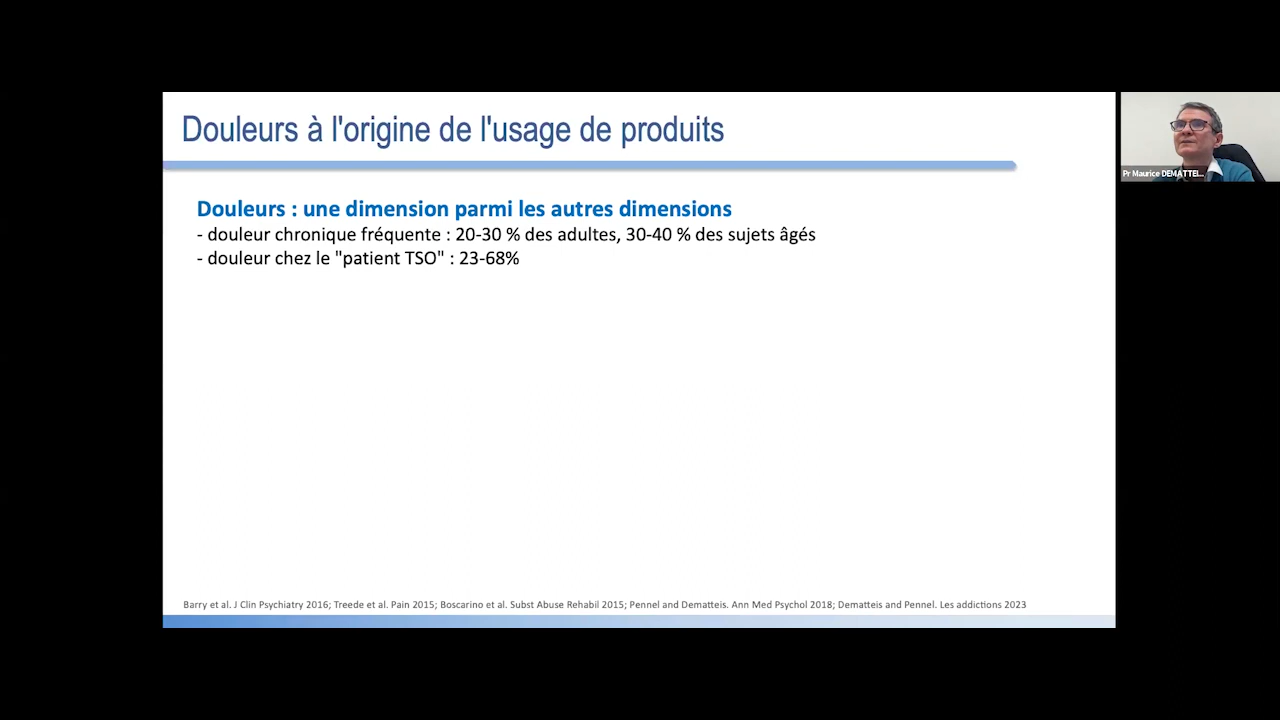 Douleurs à l'origine de l'usage de produits
Pr Maurice DEMATTEI...
Douleurs : une dimension parmi les autres dimensions
- douleur chronique fréquente : 20-30 % des adultes, 30-40 % des sujets âgés
- douleur chez le "patient TSO" : 23-68%
Barry et al. J Clin Psychiatry 2016; Treede et al. Pain 2015; Boscarino et al. Subst Abuse Rehabil 2015; Pennel and Dematteis. Ann Med Psychol 2018; Dematteis and Pennel. Les addictions 2023